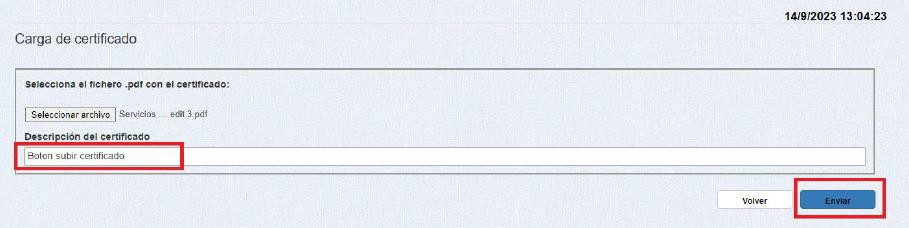 14/9/2023 13:04:23
Carga de certificado
Selecciona el fichero .pdf con el certificado:
Seleccionar archivo Servicios ... edit 3.pdf
Descripción del certificado
Boton subir certificado
Volver Enviar